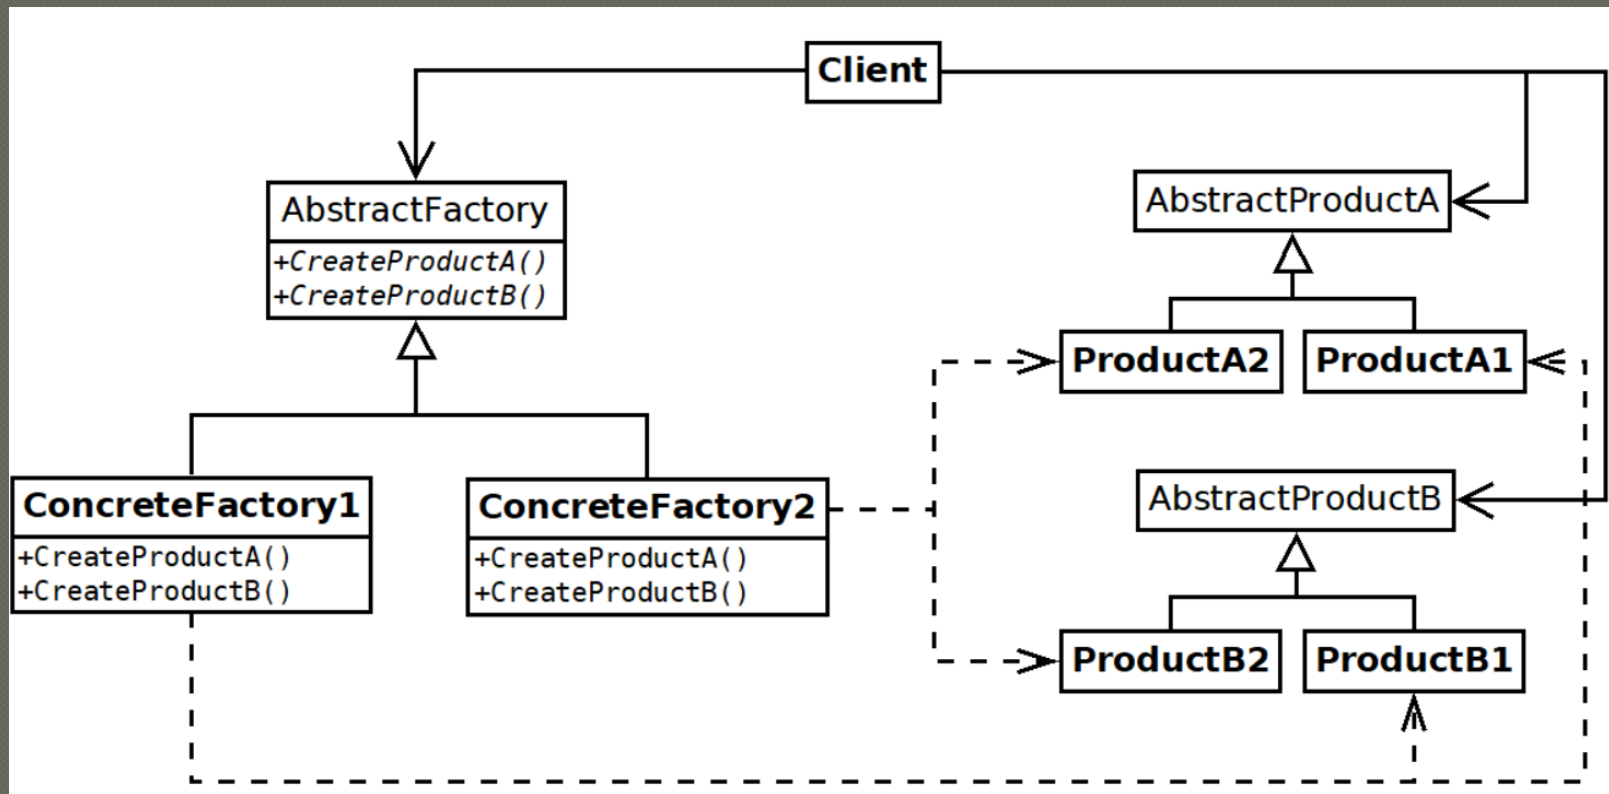 Client
AbstractFactory
+CreateProductA()
+CreateProductB()
AbstractProductA
ProductA2
ProductA1
ConcreteFactory1
+CreateProductA()
+CreateProductB()
ConcreteFactory2
+CreateProductA()
+CreateProductB()
AbstractProductB
ProductB2
ProductB1